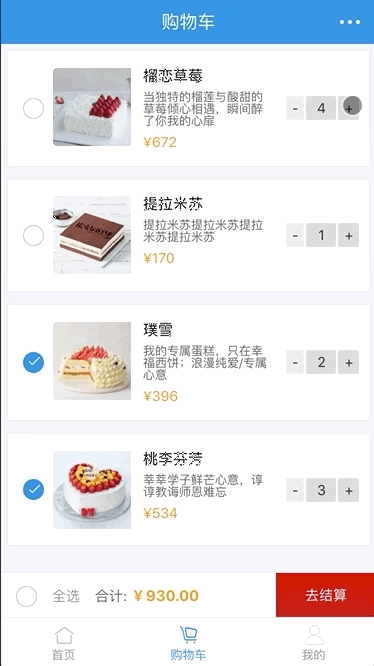 购物车
榴恋草莓
当独特的榴莲与酸甜的
草莓倾心相遇，瞬间醉
了你我的心扉
¥672
- 4 +
提拉米苏
提拉米苏提拉米苏提拉
米苏提拉米苏
¥170
- 1 +
璞雪
我的专属蛋糕，只在幸
福西饼；浪漫纯爱/专属
心意
¥396
- 2 +
桃李芬芳
莘莘学子鲜芒心意，谆
谆教诲师恩难忘
¥534
- 3 +
全选 合计: ¥ 930.00 去结算
首页 购物车 我的